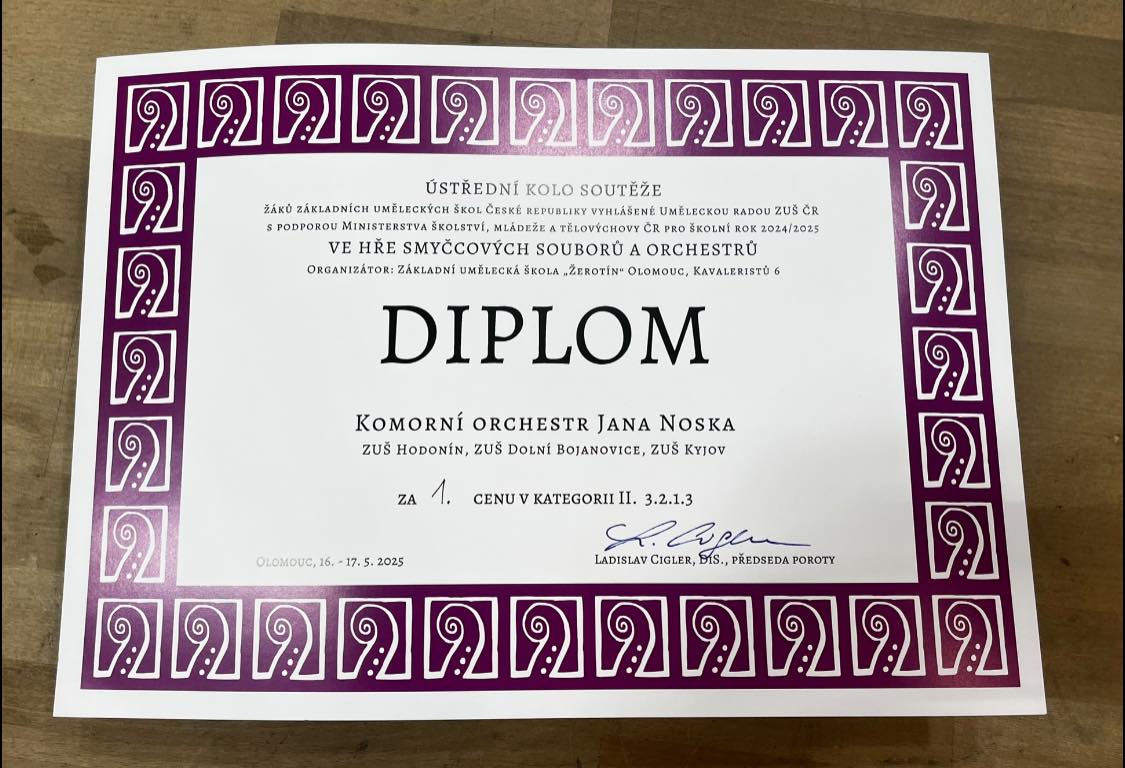 ÚSTŘEDNÍ KOLO SOUTĚŽE
ŽÁKŮ ZÁKLADNÍCH UMĚLECKÝCH ŠKOL ČESKÉ REPUBLIKY VYHLÁŠENÉ UMĚLECKOU RADOU ZUŠ ČR
S PODPOROU MINISTERSTVA ŠKOLSTVÍ, MLÁDEŽE A TĚLOVÝCHOVY ČR PRO ŠKOLNÍ ROK 2024/2025
VE HŘE SMYČCOVÝCH SOUBORŮ A ORCHESTRŮ
ORGANIZÁTOR: ZÁKLADNÍ UMĚLECKÁ ŠKOLA „ŽEROTÍN“ OLOMOUC, KAVALERISTŮ 6
DIPLOM
KOMORNÍ ORCHESTR JANA NOSKA
ZUŠ HODONÍN, ZUŠ DOLNÍ BOJANOVICE, ZUŠ KYJOV
ZA 1. CENU V KATEGORII II. 3.2.1.3
L. Cigler
OLOMOUC, 16. - 17. 5. 2025
LADISLAV CIGLER, DIS., PŘEDSEDA POROTY